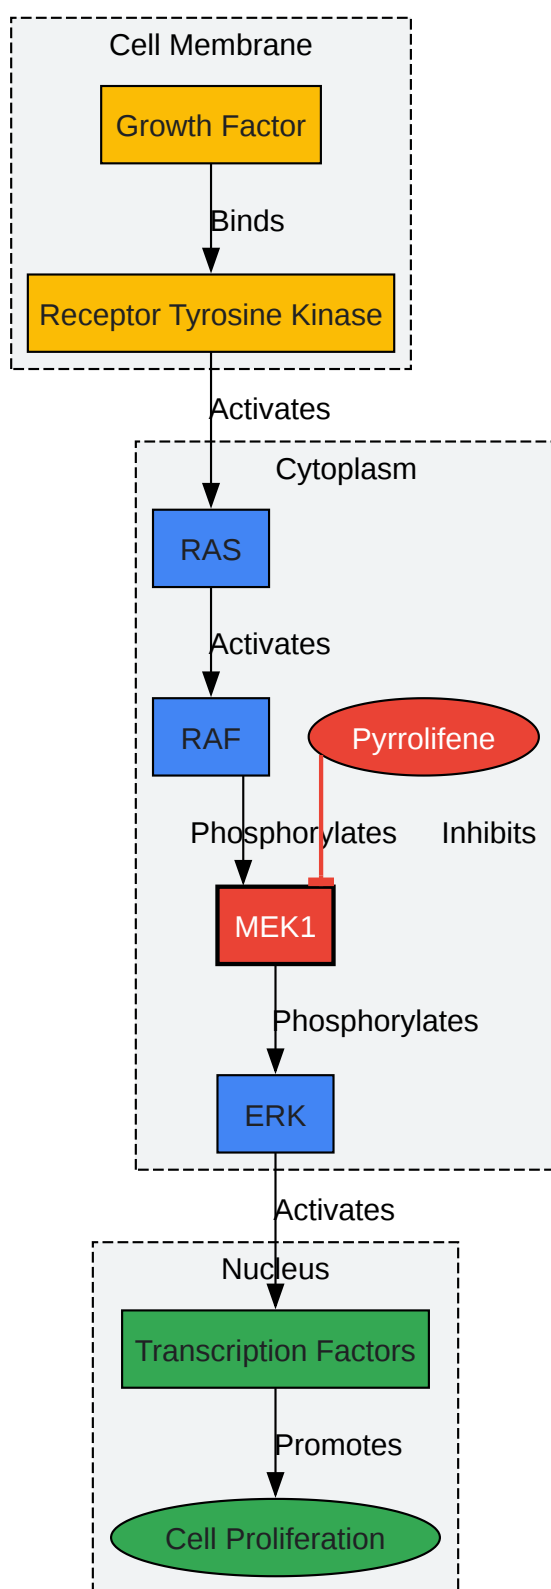 Cell Membrane
Growth Factor
Binds
Receptor Tyrosine Kinase
Activates
Cytoplasm
RAS
Activates
RAF
Pyrrolifene
Phosphorylates
Inhibits
MEK1
Phosphorylates
ERK
Activates
Nucleus
Transcription Factors
Promotes
Cell Proliferation